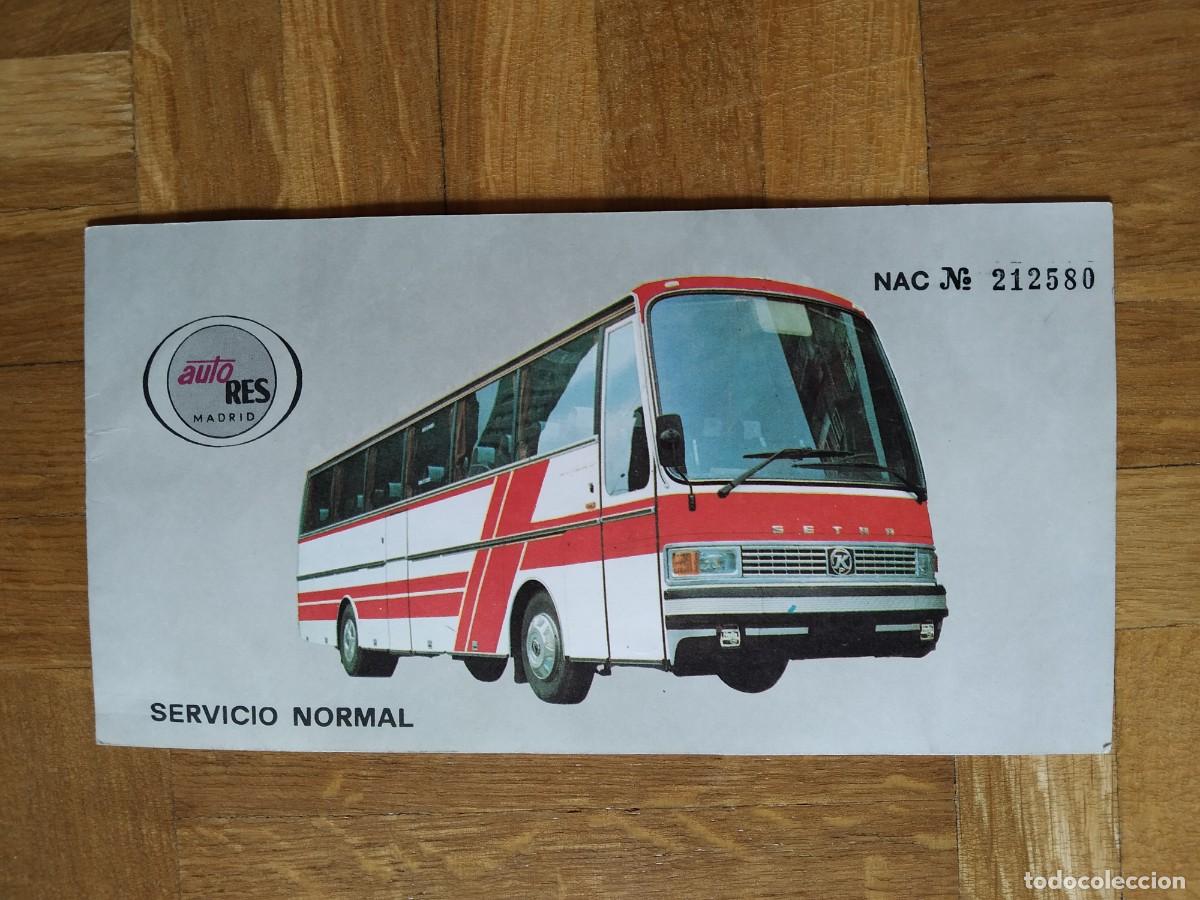 NAC № 212580
auto
RES
MADRID
SETRA
K
SERVICIO NORMAL
todocoleccion